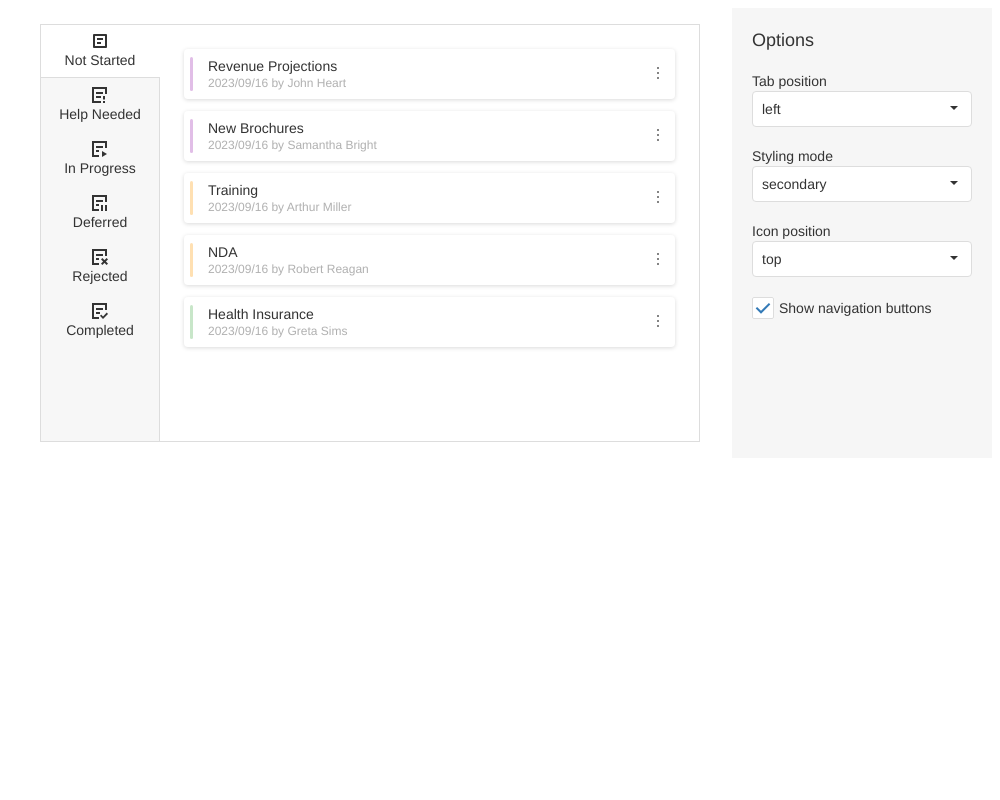 Not Started
Help Needed
In Progress
Deferred
Rejected
Completed
Revenue Projections
2023/09/16 by John Heart
New Brochures
2023/09/16 by Samantha Bright
Training
2023/09/16 by Arthur Miller
NDA
2023/09/16 by Robert Reagan
Health Insurance
2023/09/16 by Greta Sims
Options
Tab position
left
Styling mode
secondary
Icon position
top
Show navigation buttons